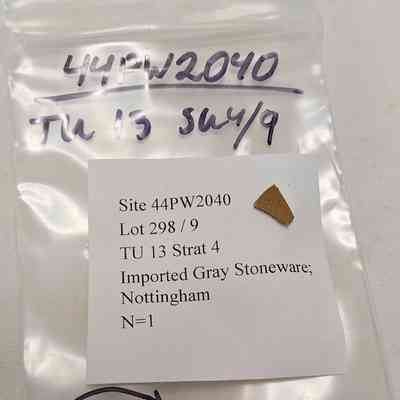 44PW2040
TU 13 SW4/9
Site 44PW2040
Lot 298 / 9
TU 13 Strat 4
Imported Gray Stoneware;
Nottingham
N=1